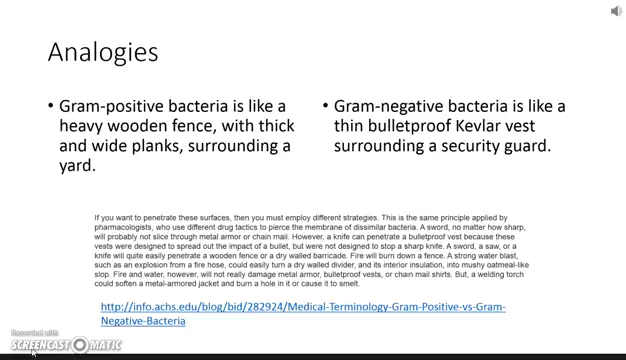 Analogies
• Gram-positive bacteria is like a
heavy wooden fence, with thick
and wide planks, surrounding a
yard.
• Gram-negative bacteria is like a
thin bulletproof Kevlar vest
surrounding a security guard.
If you want to penetrate these surfaces, then you must employ different strategies. This is the same principle applied by
pharmacologists, who use different drug tactics to pierce the membrane of dissimilar bacteria. A sword, no matter how sharp,
will probably not slice through metal armor or chain mail. However, a knife can penetrate a bulletproof vest because these
vests were designed to spread out the impact of a bullet, but were not designed to stop a sharp knife. A sword, a saw, or a
knife will quite easily penetrate a wooden fence or a dry walled barricade. Fire will burn down a fence. A strong water blast,
such as an explosion from a fire hose, could easily turn a dry walled divider, and its interior insulation, into mushy oatmeal-like
slop. Fire and water, however, will not really damage metal armor, bulletproof vests, or chain mail shirts. But, a welding torch
could soften a metal-armored jacket and burn a hole in it or cause it to smelt.
http://info.achs.edu/blog/bid/282924/Medical-Terminology-Gram-Positive-vs-Gram-
Negative-Bacteria
Recorded with
SCREENCAST-O-MATIC